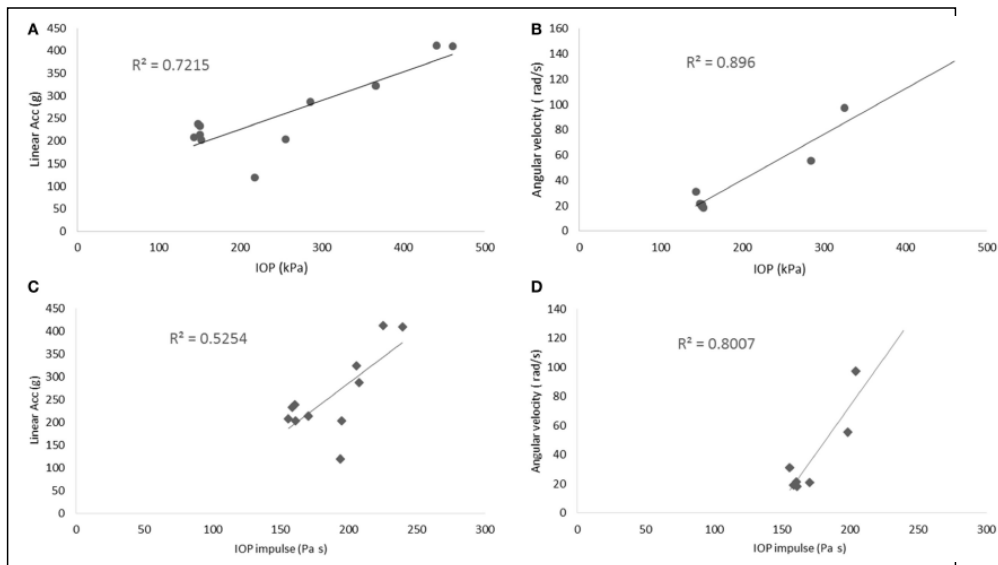 A
Linear Acc (g)
450
400
350
300
250
200
150
100
50
0
R² = 0.7215
0 100 200 300 400 500
IOP (kPa)
B
Angular velocity ( rad/s)
160
140
120
100
80
60
40
20
0
R² = 0.896
0 100 200 300 400 500
IOP (kPa)
C
Linear Acc (g)
450
400
350
300
250
200
150
100
50
0
R² = 0.5254
0 50 100 150 200 250 300
IOP impulse (Pa s)
D
Angular velocity ( rad/s)
140
120
100
80
60
40
20
0
R² = 0.8007
0 50 100 150 200 250 300
IOP impulse (Pa s)